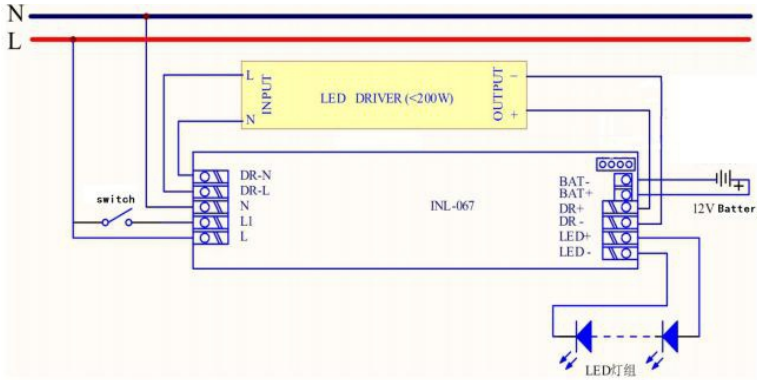 N
L
L
INPUT
N
LED DRIVER (<200W)
OUTPUT
−
+
DR-N
DR-L
N
L1
L
switch
INL-067
BAT-
BAT+
DR+
DR -
LED+
LED -
+
12V Batter
LED灯组